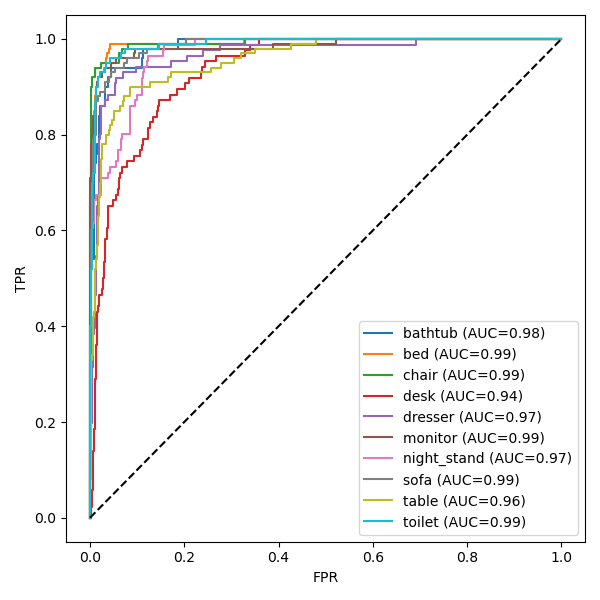 1.0
0.8
0.6
0.4
0.2
0.0
TPR
0.0
0.2
0.4
0.6
0.8
1.0
FPR
bathtub (AUC=0.98)
bed (AUC=0.99)
chair (AUC=0.99)
desk (AUC=0.94)
dresser (AUC=0.97)
monitor (AUC=0.99)
night_stand (AUC=0.97)
sofa (AUC=0.99)
table (AUC=0.96)
toilet (AUC=0.99)